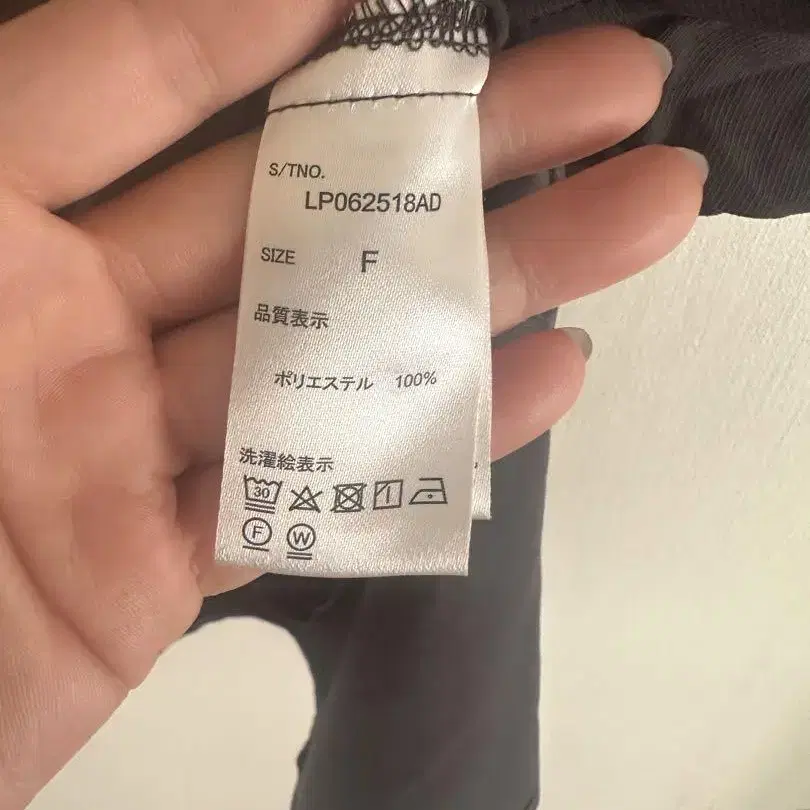 S/TNO.
LP062518AD
SIZE F
品質表示
ポリエステル 100%
洗濯絵表示
30
F W